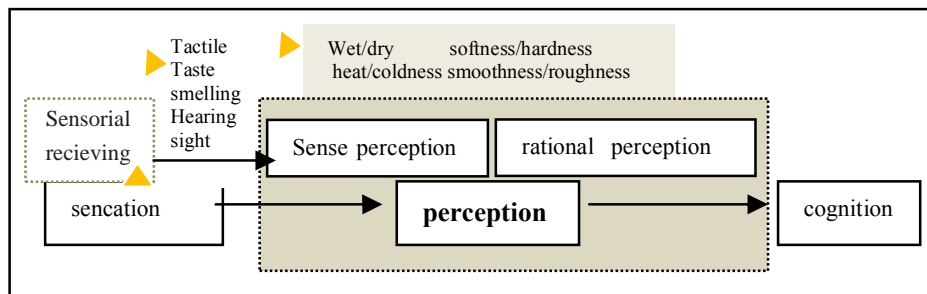 Tactile
Taste
smelling
Hearing
sight
Wet/dry softness/hardness
heat/coldness smoothness/roughness
Sensorial
recieving
Sense perception
rational perception
sencation
perception
cognition